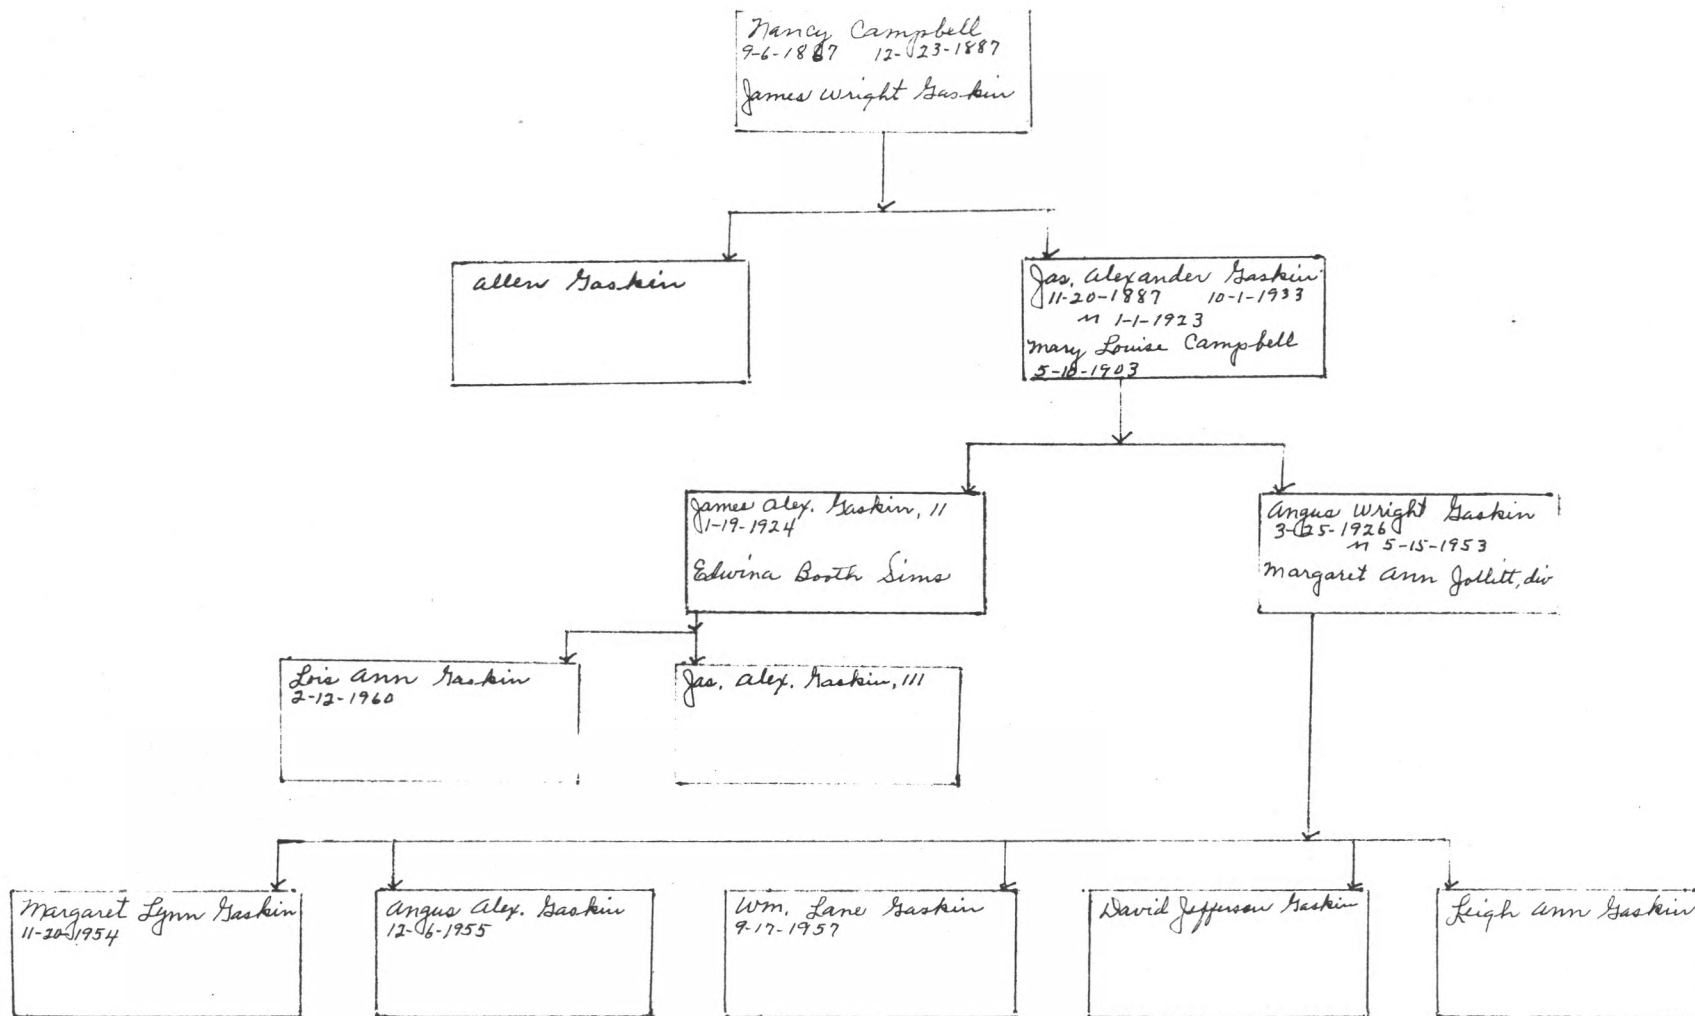 Nancy Campbell
9-6-1867 12-23-1887
James Wright Gaskin
Allen Gaskin
Jas. Alexander Gaskin
11-20-1887 10-1-1933
m 1-1-1923
Mary Louise Campbell
5-10-1903
James Alex. Gaskin, II
1-19-1924
Edwina Booth Sims
Angus Wright Gaskin
3-25-1926
m 5-15-1953
Margaret Ann Jollitt, div
Lois Ann Gaskin
2-12-1960
Jas. Alex. Gaskin, III
Margaret Lynn Gaskin
11-20-1954
Angus Alex. Gaskin
12-6-1955
Wm. Lane Gaskin
9-17-1957
David Jefferson Gaskin
Leigh Ann Gaskin